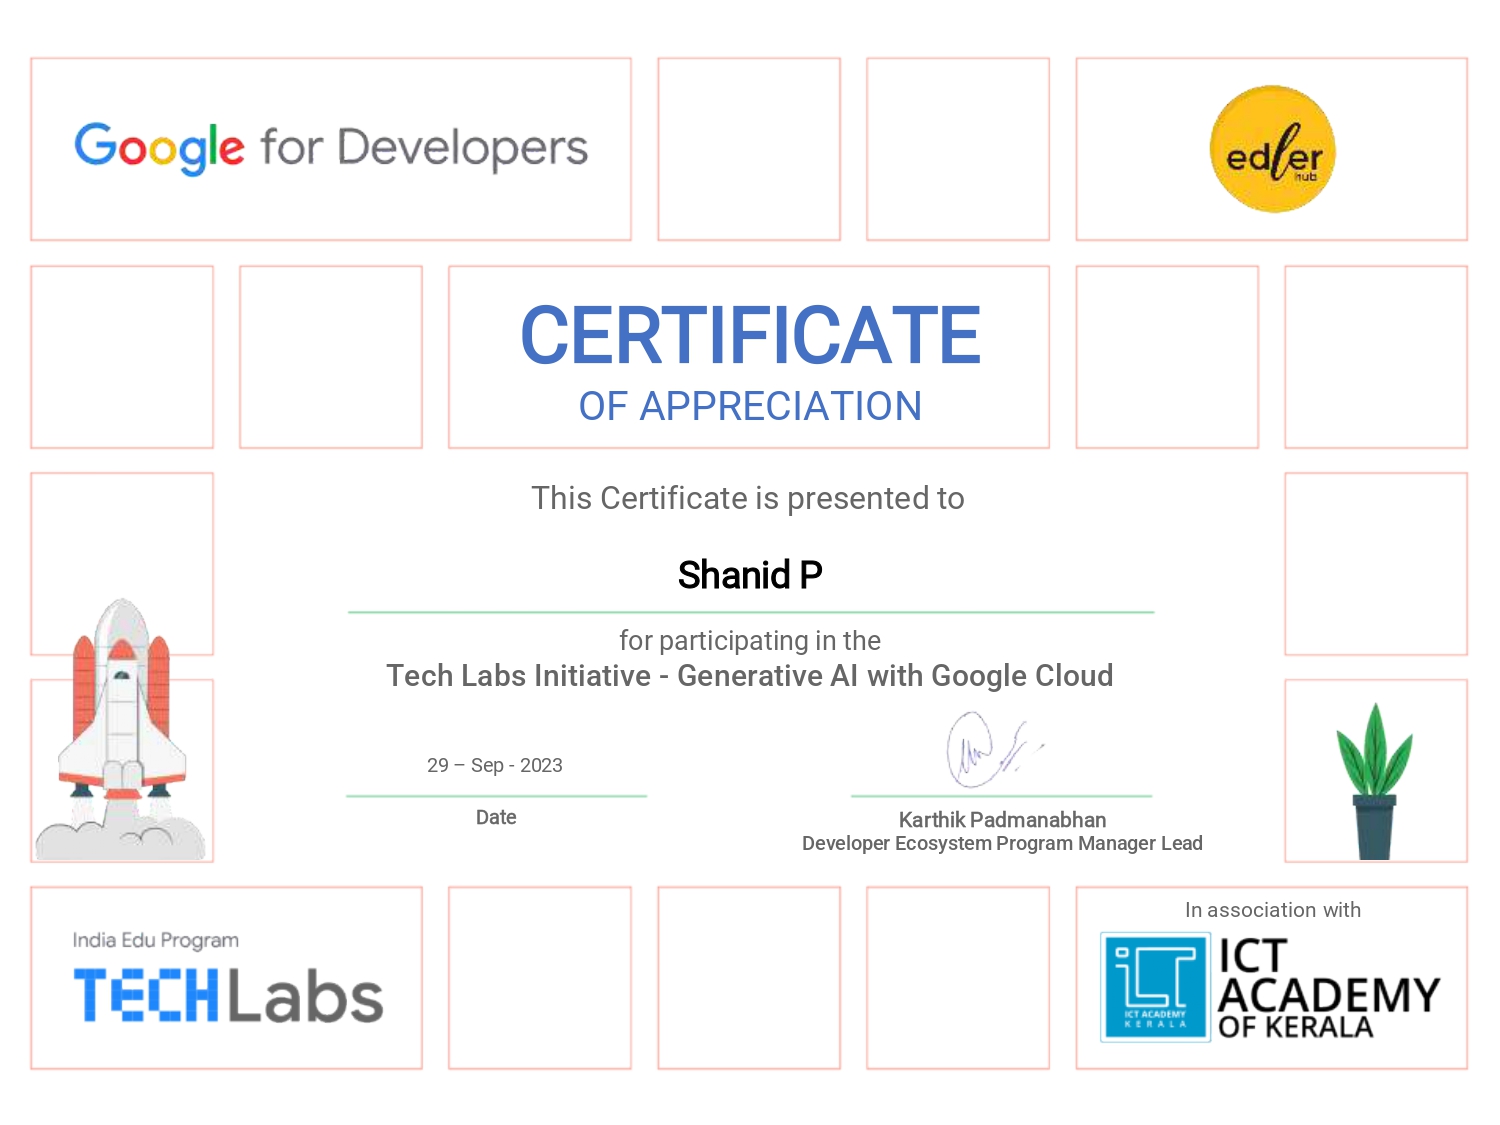 Google for Developers
edler
hub
CERTIFICATE
OF APPRECIATION
This Certificate is presented to
Shanid P
for participating in the
Tech Labs Initiative - Generative AI with Google Cloud
29 – Sep - 2023
Date
Karthik Padmanabhan
Developer Ecosystem Program Manager Lead
India Edu Program
TECHLabs
In association with
iCT
ICT ACADEMY
KERALA
ICT
ACADEMY
OF KERALA